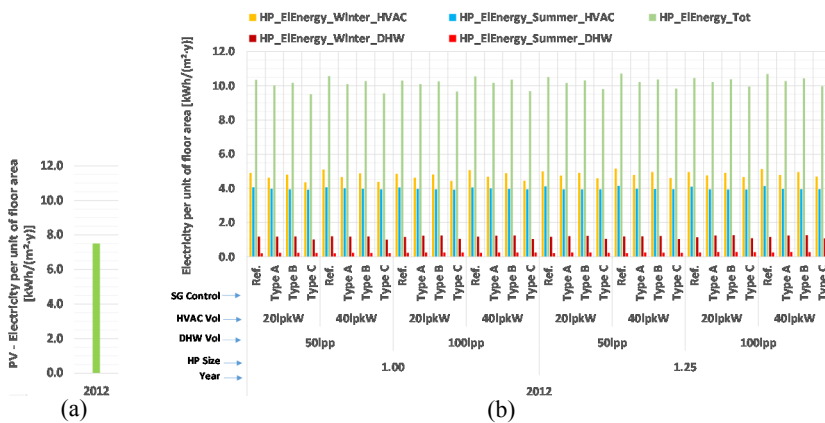 PV - Electricity per unit of floor area [kWh/(m²·y)]
12.0
10.0
8.0
6.0
4.0
2.0
0.0
2012
(a)
HP_ElEnergy_Winter_HVAC HP_ElEnergy_Summer_HVAC HP_ElEnergy_Tot
HP_ElEnergy_Winter_DHW HP_ElEnergy_Summer_DHW
Electricity per unit of floor area [kWh/(m²·y)]
12.0
10.0
8.0
6.0
4.0
2.0
0.0
SG Control Ref. Type A Type B Type C Ref. Type A Type B Type C Ref. Type A Type B Type C Ref. Type A Type B Type C Ref. Type A Type B Type C Ref. Type A Type B Type C Ref. Type A Type B Type C Ref. Type A Type B Type C
HVAC Vol 20lpkW 40lpkW 20lpkW 40lpkW 20lpkW 40lpkW 20lpkW 40lpkW
DHW Vol 50lpp 100lpp 50lpp 100lpp
HP Size 1.00 1.25
Year 2012
(b)